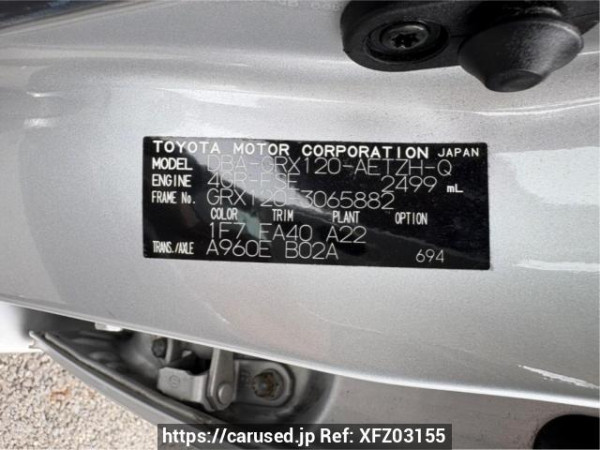 TOYOTA MOTOR CORPORATION JAPAN
MODEL DBA-GRX120-AETZH-Q
ENGINE 4GR-FSE 2499 mL
FRAME No. GRX120-3065882
COLOR TRIM PLANT OPTION
1F7 EA40 A22
TRANS./AXLE A960E B02A 694
https://carused.jp Ref: XFZ03155